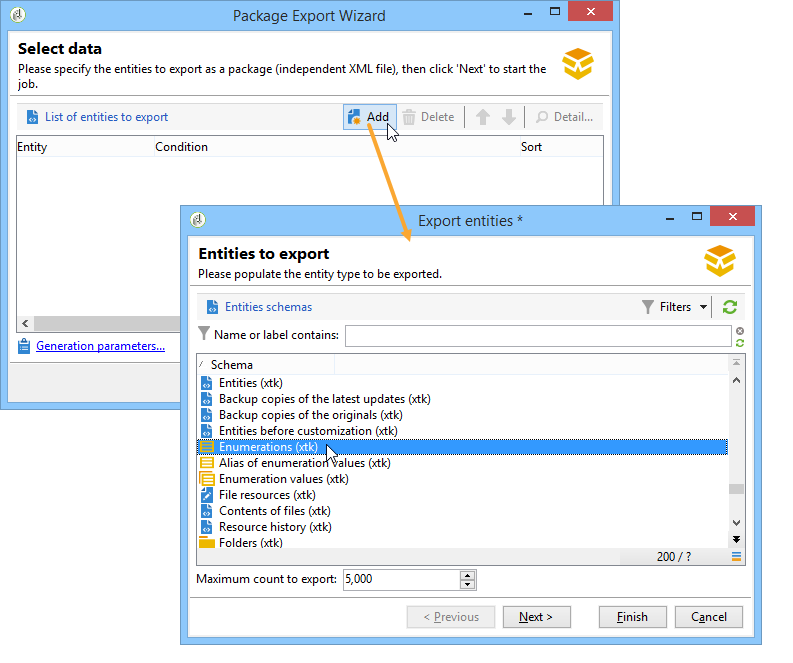 Package Export Wizard
Select data
Please specify the entities to export as a package (independent XML file), then click 'Next' to start the
job.
List of entities to export
Add
Delete
Detail...
Entity Condition Sort
Generation parameters...
Export entities *
Entities to export
Please populate the entity type to be exported.
Entities schemas
Filters
Name or label contains:
Schema
Entities (xtk)
Backup copies of the latest updates (xtk)
Backup copies of the originals (xtk)
Entities before customization (xtk)
Enumerations (xtk)
Alias of enumeration values (xtk)
Enumeration values (xtk)
File resources (xtk)
Contents of files (xtk)
Resource history (xtk)
Folders (xtk)
200 / ?
Maximum count to export: 5,000
< Previous Next > Finish Cancel